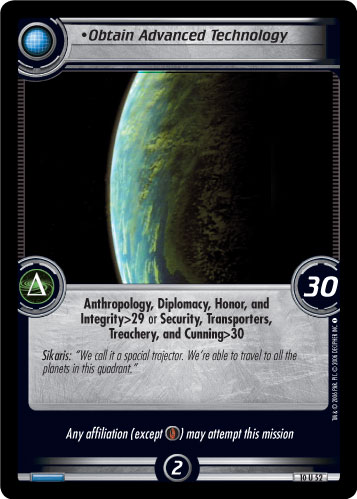 •Obtain Advanced Technology
Δ
30
Anthropology, Diplomacy, Honor, and
Integrity>29 or Security, Transporters,
Treachery, and Cunning>30
Sikaris: "We call it a spacial trajector. We're able to travel to all the
planets in this quadrant."
Any affiliation (except ) may attempt this mission
2
10 U 52